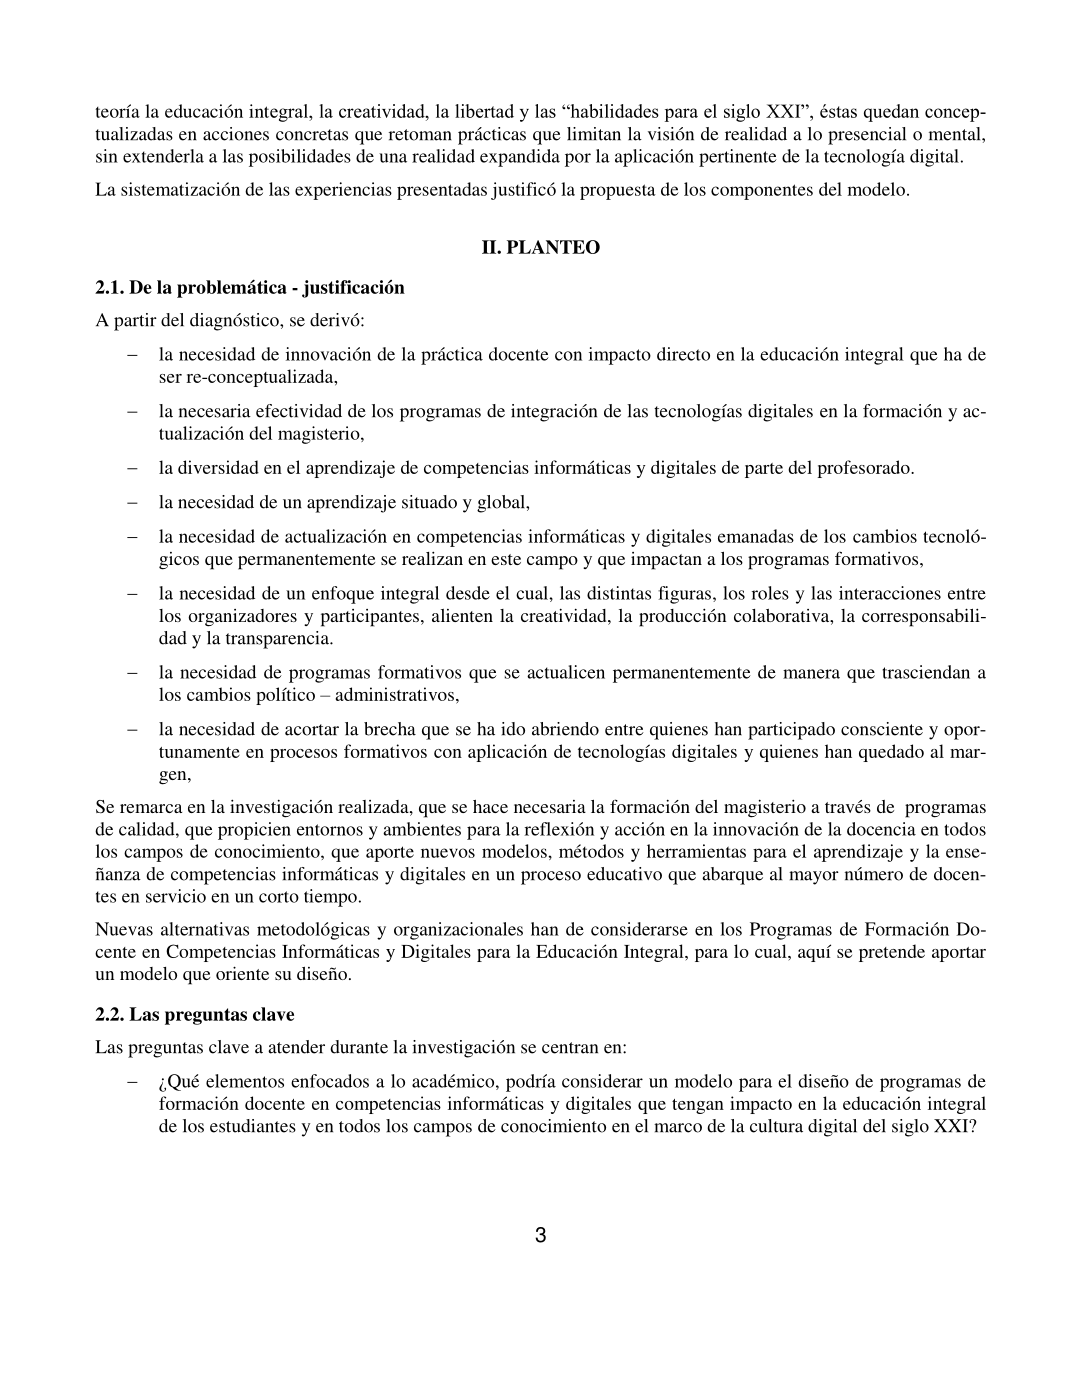 teoría la educación integral, la creatividad, la libertad y las “habilidades para el siglo XXI”, éstas quedan concep-
tualizadas en acciones concretas que retoman prácticas que limitan la visión de realidad a lo presencial o mental,
sin extenderla a las posibilidades de una realidad expandida por la aplicación pertinente de la tecnología digital.
La sistematización de las experiencias presentadas justificó la propuesta de los componentes del modelo.
II. PLANTEO
2.1. De la problemática - justificación
A partir del diagnóstico, se derivó:
– la necesidad de innovación de la práctica docente con impacto directo en la educación integral que ha de
ser re-conceptualizada,
– la necesaria efectividad de los programas de integración de las tecnologías digitales en la formación y ac-
tualización del magisterio,
– la diversidad en el aprendizaje de competencias informáticas y digitales de parte del profesorado.
– la necesidad de un aprendizaje situado y global,
– la necesidad de actualización en competencias informáticas y digitales emanadas de los cambios tecnoló-
gicos que permanentemente se realizan en este campo y que impactan a los programas formativos,
– la necesidad de un enfoque integral desde el cual, las distintas figuras, los roles y las interacciones entre
los organizadores y participantes, alienten la creatividad, la producción colaborativa, la corresponsabili-
dad y la transparencia.
– la necesidad de programas formativos que se actualicen permanentemente de manera que trasciendan a
los cambios político – administrativos,
– la necesidad de acortar la brecha que se ha ido abriendo entre quienes han participado consciente y opor-
tunamente en procesos formativos con aplicación de tecnologías digitales y quienes han quedado al mar-
gen,
Se remarca en la investigación realizada, que se hace necesaria la formación del magisterio a través de programas
de calidad, que propicien entornos y ambientes para la reflexión y acción en la innovación de la docencia en todos
los campos de conocimiento, que aporte nuevos modelos, métodos y herramientas para el aprendizaje y la ense-
ñanza de competencias informáticas y digitales en un proceso educativo que abarque al mayor número de docen-
tes en servicio en un corto tiempo.
Nuevas alternativas metodológicas y organizacionales han de considerarse en los Programas de Formación Do-
cente en Competencias Informáticas y Digitales para la Educación Integral, para lo cual, aquí se pretende aportar
un modelo que oriente su diseño.
2.2. Las preguntas clave
Las preguntas clave a atender durante la investigación se centran en:
– ¿Qué elementos enfocados a lo académico, podría considerar un modelo para el diseño de programas de
formación docente en competencias informáticas y digitales que tengan impacto en la educación integral
de los estudiantes y en todos los campos de conocimiento en el marco de la cultura digital del siglo XXI?
3